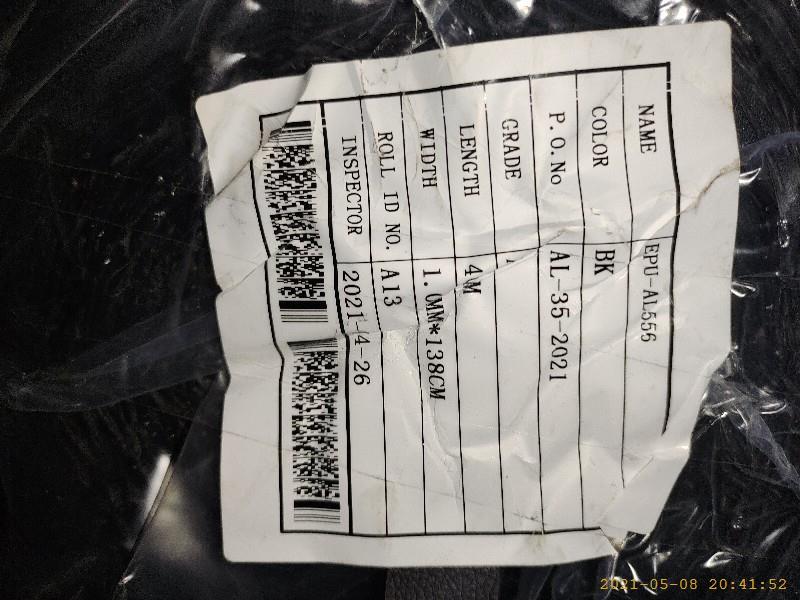 NAME EPU-AL556
COLOR BK
P.O.No AL-35-2021
GRADE
LENGTH 4M
WIDTH 1.0MM*138CM
ROLL ID NO. A13
INSPECTOR 2021-4-26
2021-05-08 20:41:52